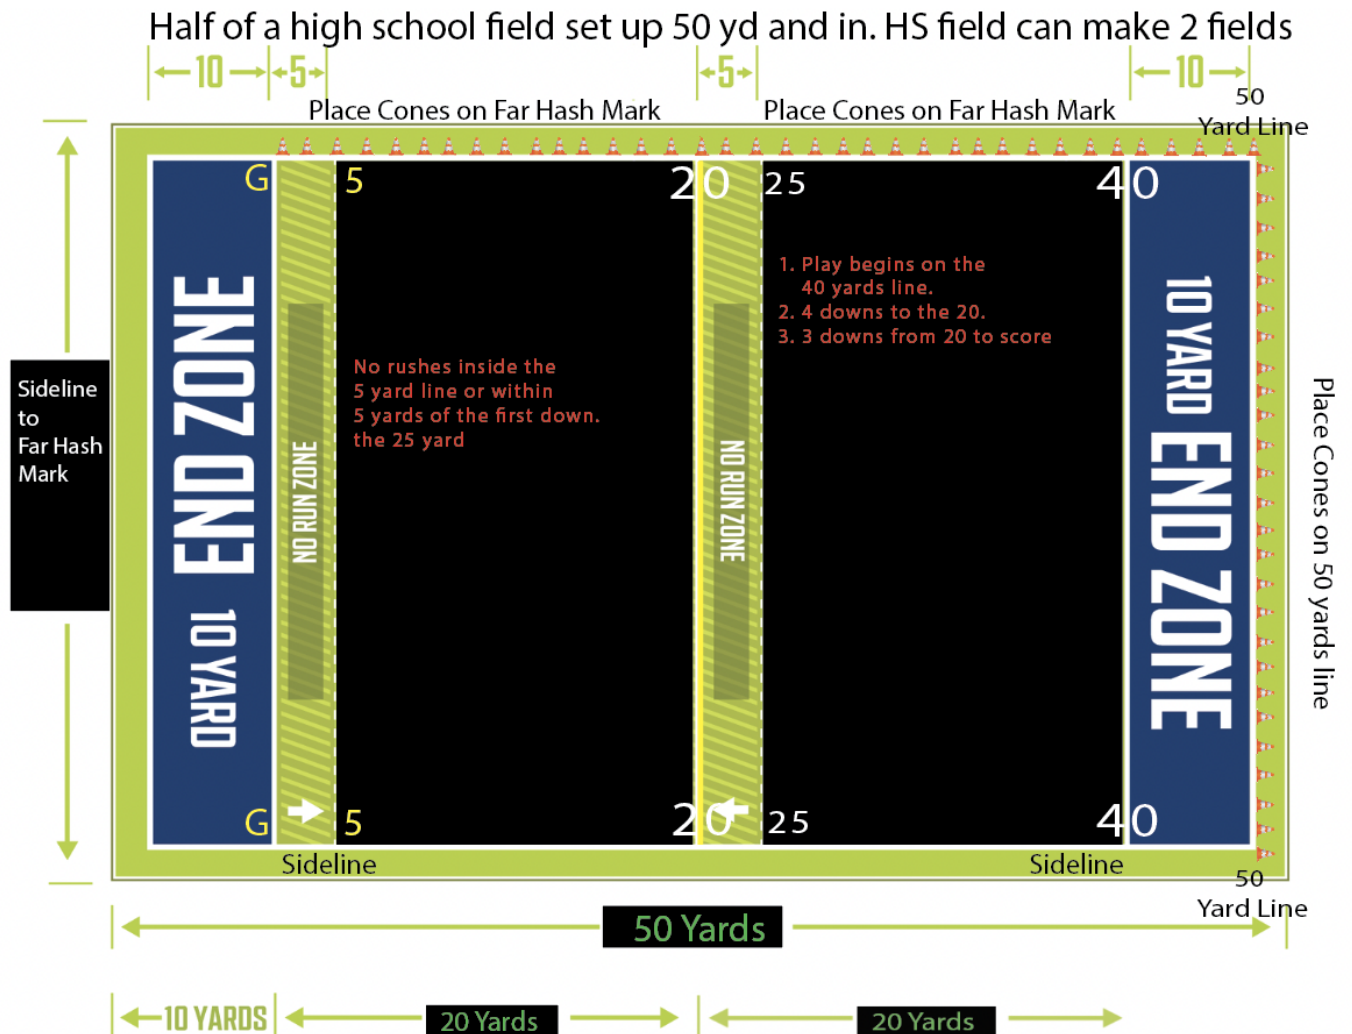 Half of a high school field set up 50 yd and in. HS field can make 2 fields
10
5
5
10
Place Cones on Far Hash Mark
Place Cones on Far Hash Mark
50
Yard Line
G
5
20
25
40
1. Play begins on the
40 yards line.
2. 4 downs to the 20.
3. 3 downs from 20 to score
No rushes inside the
5 yard line or within
5 yards of the first down.
the 25 yard
Sideline
to
Far Hash
Mark
10 YARD END ZONE
NO RUN ZONE
NO RUN ZONE
10 YARD END ZONE
Place Cones on 50 yards line
G
5
20
25
40
Sideline
Sideline
50
Yard Line
50 Yards
10 YARDS
20 Yards
20 Yards